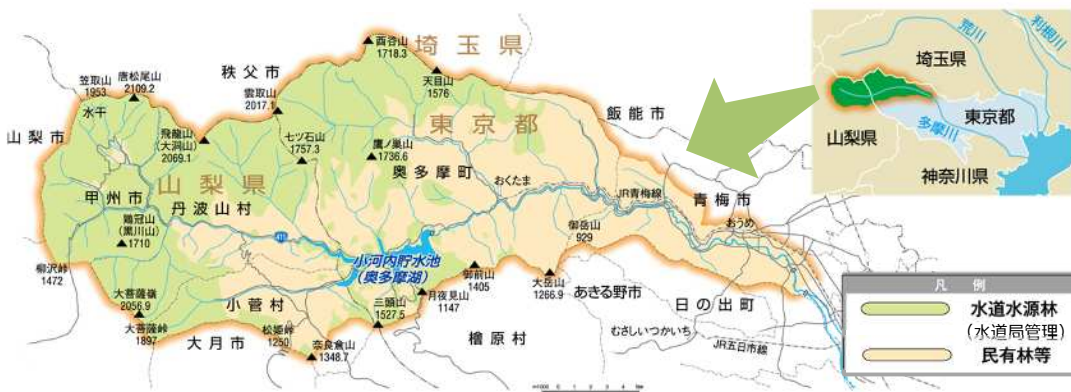 埼玉県
東京都
山梨県
酉谷山
1718.3
天目山
1576
秩父市
雲取山
2017.1
笠取山
1953
唐松尾山
2109.2
水干
飯能市
山梨市
飛龍山
(大洞山)
2069.1
七ツ石山
1757.3
鷹ノ巣山
1736.6
奥多摩町
おくたま
JR青梅線
青梅市
おうめ
甲州市
丹波山村
鶏冠山
(黒川山)
1710
411
御岳山
929
柳沢峠
1472
小河内貯水池
(奥多摩湖)
御前山
1405
大岳山
1266.9
あきる野市
日の出町
大菩薩嶺
2056.9
小菅村
三頭山
1527.5
月夜見山
1147
大菩薩峠
1897
大月市
松姫峠
1250
奈良倉山
1348.7
檜原村
むさしいつかいち
JR五日市線
荒川
利根川
埼玉県
東京都
山梨県
多摩川
神奈川県
凡例
水道水源林
(水道局管理)
民有林等